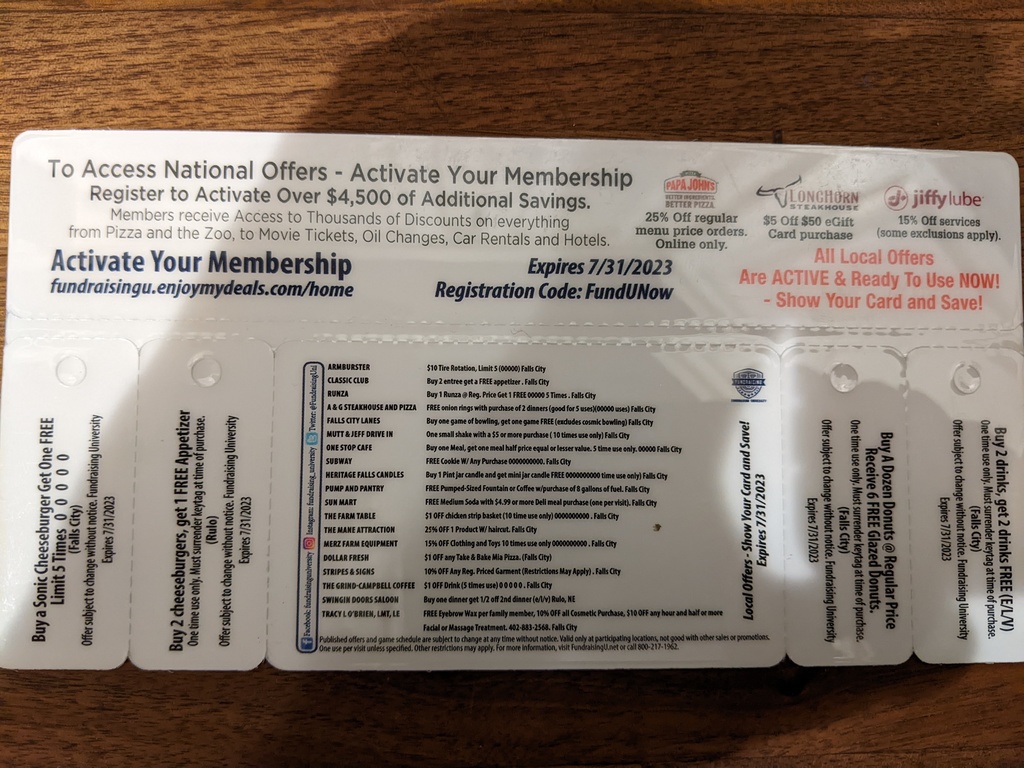 To Access National Offers - Activate Your Membership
Register to Activate Over $4,500 of Additional Savings.
Members receive Access to Thousands of Discounts on everything
from Pizza and the Zoo, to Movie Tickets, Oil Changes, Car Rentals and Hotels.
Activate Your Membership
fundraisingu.enjoymydeals.com/home
Expires 7/31/2023
Registration Code: FundUNow
PAPA JOHN'S
BETTER INGREDIENTS.
BETTER PIZZA.
25% Off regular
menu price orders.
Online only.
LONGHORN
STEAKHOUSE
$5 Off $50 eGift
Card purchase
jiffylube
15% Off services
(some exclusions apply).
All Local Offers
Are ACTIVE & Ready To Use NOW!
- Show Your Card and Save!
Buy a Sonic Cheeseburger Get One FREE
Limit 5 Times 0 0 0 0 0
(Falls City)
Offer subject to change without notice. Fundraising University
Expires 7/31/2023
Buy 2 cheeseburgers, get 1 FREE Appetizer
One time use only. Must surrender keytag at time of purchase.
(Rulo)
Offer subject to change without notice. Fundraising University
Expires 7/31/2023
Facebook: fundraisinguniversity Instagram: fundraising_university Twitter: @FundraisingUni
ARMBURSTER $10 Tire Rotation, Limit 5 (00000) Falls City
CLASSIC CLUB Buy 2 entree get a FREE appetizer . Falls City
RUNZA Buy 1 Runza @ Reg. Price Get 1 FREE 00000 5 Times . Falls City
A & G STEAKHOUSE AND PIZZA FREE onion rings with purchase of 2 dinners (good for 5 uses)(00000 uses) Falls City
FALLS CITY LANES Buy one game of bowling, get one game FREE (excludes cosmic bowling) Falls City
MUTT & JEFF DRIVE IN One small shake with a $5 or more purchase ( 10 times use only) Falls City
ONE STOP CAFE Buy one Meal, get one meal half price equal or lesser value. 5 time use only. 00000 Falls City
SUBWAY FREE Cookie W/ Any Purchase 0000000000. Falls City
HERITAGE FALLS CANDLES Buy 1 Pint jar candle and get mini jar candle FREE 0000000000 time use only) Falls City
PUMP AND PANTRY FREE Pumped-Sized Fountain or Coffee w/purchase of 8 gallons of fuel. Falls City
SUN MART FREE Medium Soda with $4.99 or more Deli meal purchase (one per visit). Falls City
THE FARM TABLE $1 OFF chicken strip basket (10 time use only) 0000000000 . Falls City
THE MANE ATTRACTION 25% OFF 1 Product W/ haircut. Falls City
MERZ FARM EQUIPMENT 15% OFF Clothing and Toys 10 times use only 0000000000 . Falls City
DOLLAR FRESH $1 OFF any Take & Bake Mia Pizza. (Falls City)
STRIPES & SIGNS 10% OFF Any Reg. Priced Garment (Restrictions May Apply) . Falls City
THE GRIND-CAMPBELL COFFEE $1 OFF Drink (5 times use) 0 0 0 0 0 . Falls City
SWINGIN DOORS SALOON Buy one dinner get 1/2 off 2nd dinner (e/l/v) Rulo, NE
TRACY L O'BRIEN, LMT, LE FREE Eyebrow Wax per family member, 10% OFF all Cosmetic Purchase, $10 OFF any hour and half or more
Facial or Massage Treatment. 402-883-2568. Falls City
Published offers and game schedule are subject to change at any time without notice. Valid only at participating locations, not good with other sales or promotions.
One use per visit unless specified. Other restrictions may apply. For more information, visit FundraisingU.net or call 800-217-1962.
FUNDRAISING
UNIVERSITY
Local Offers - Show Your Card and Save!
Expires 7/31/2023
Buy A Dozen Donuts @ Regular Price
Receive 6 FREE Glazed Donuts.
(Falls City)
One time use only. Must surrender keytag at time of purchase.
Offer subject to change without notice. Fundraising University
Expires 7/31/2023
Buy 2 drinks, get 2 drinks FREE (E/L/V)
One time use only. Must surrender keytag at time of purchase.
(Falls City)
Offer subject to change without notice. Fundraising University
Expires 7/31/2023